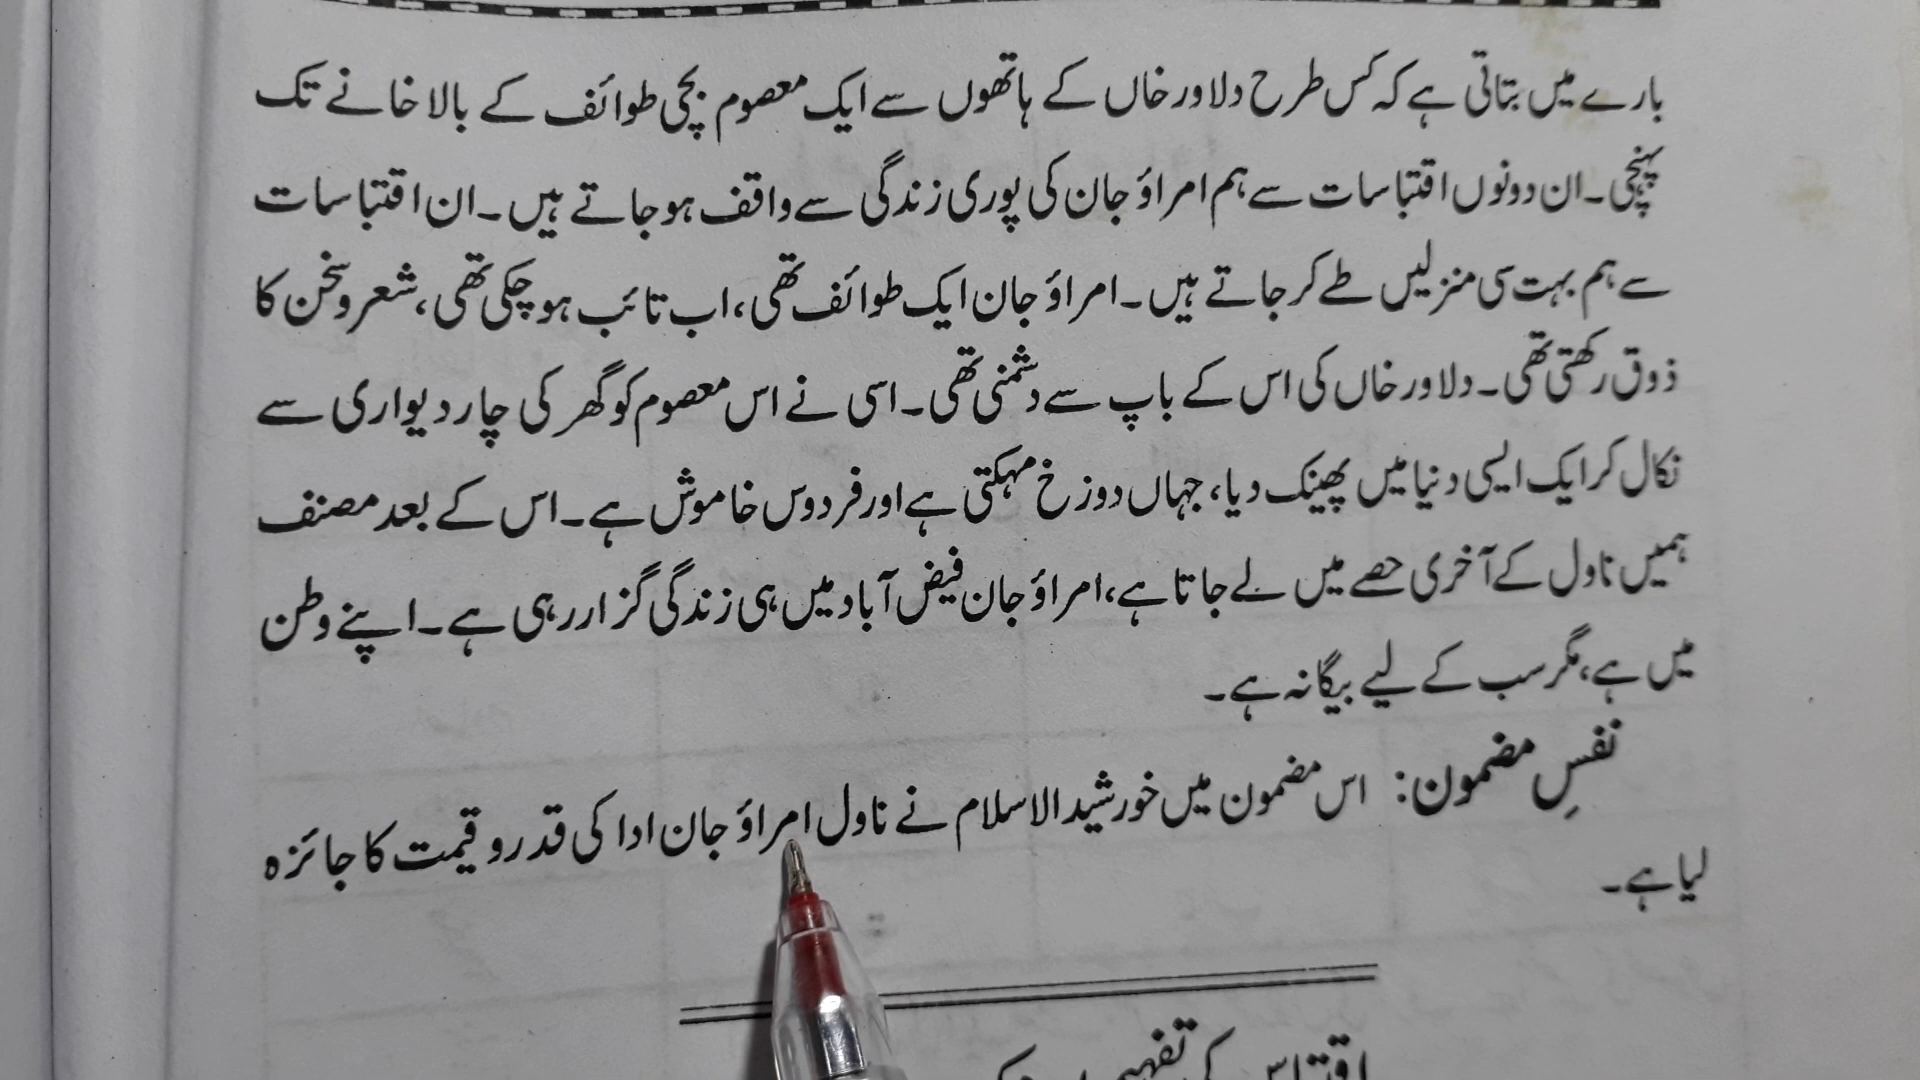 بارے میں بتاتی ہے کہ کس طرح دلاور خاں کے ہاتھوں سے ایک معصوم بچی طوائف کے بالا خانے تک
پہنچی۔ ان دونوں اقتباسات سے ہم امراؤ جان کی پوری زندگی سے واقف ہو جاتے ہیں۔ ان اقتباسات
سے ہم بہت سی منزلیں طے کر جاتے ہیں۔ امراؤ جان ایک طوائف تھی، اب تائب ہو چکی تھی، شعر و سخن کا
ذوق رکھتی تھی۔ دلاور خاں کی اس کے باپ سے دشمنی تھی۔ اسی نے اس معصوم کو گھر کی چار دیواری سے
نکال کر ایک ایسی دنیا میں پھینک دیا، جہاں دوزخ مہکتی ہے اور فردوس خاموش ہے۔ اس کے بعد مصنف
ہمیں ناول کے آخری حصے میں لے جاتا ہے، امراؤ جان فیض آباد میں ہی زندگی گزار رہی ہے۔ اپنے وطن
میں ہے، مگر سب کے لیے بیگانہ ہے۔
نفسِ مضمون: اس مضمون میں خورشید الاسلام نے ناول امراؤ جان ادا کی قدر و قیمت کا جائزہ
لیا ہے۔
اقتباس کی تفہیم